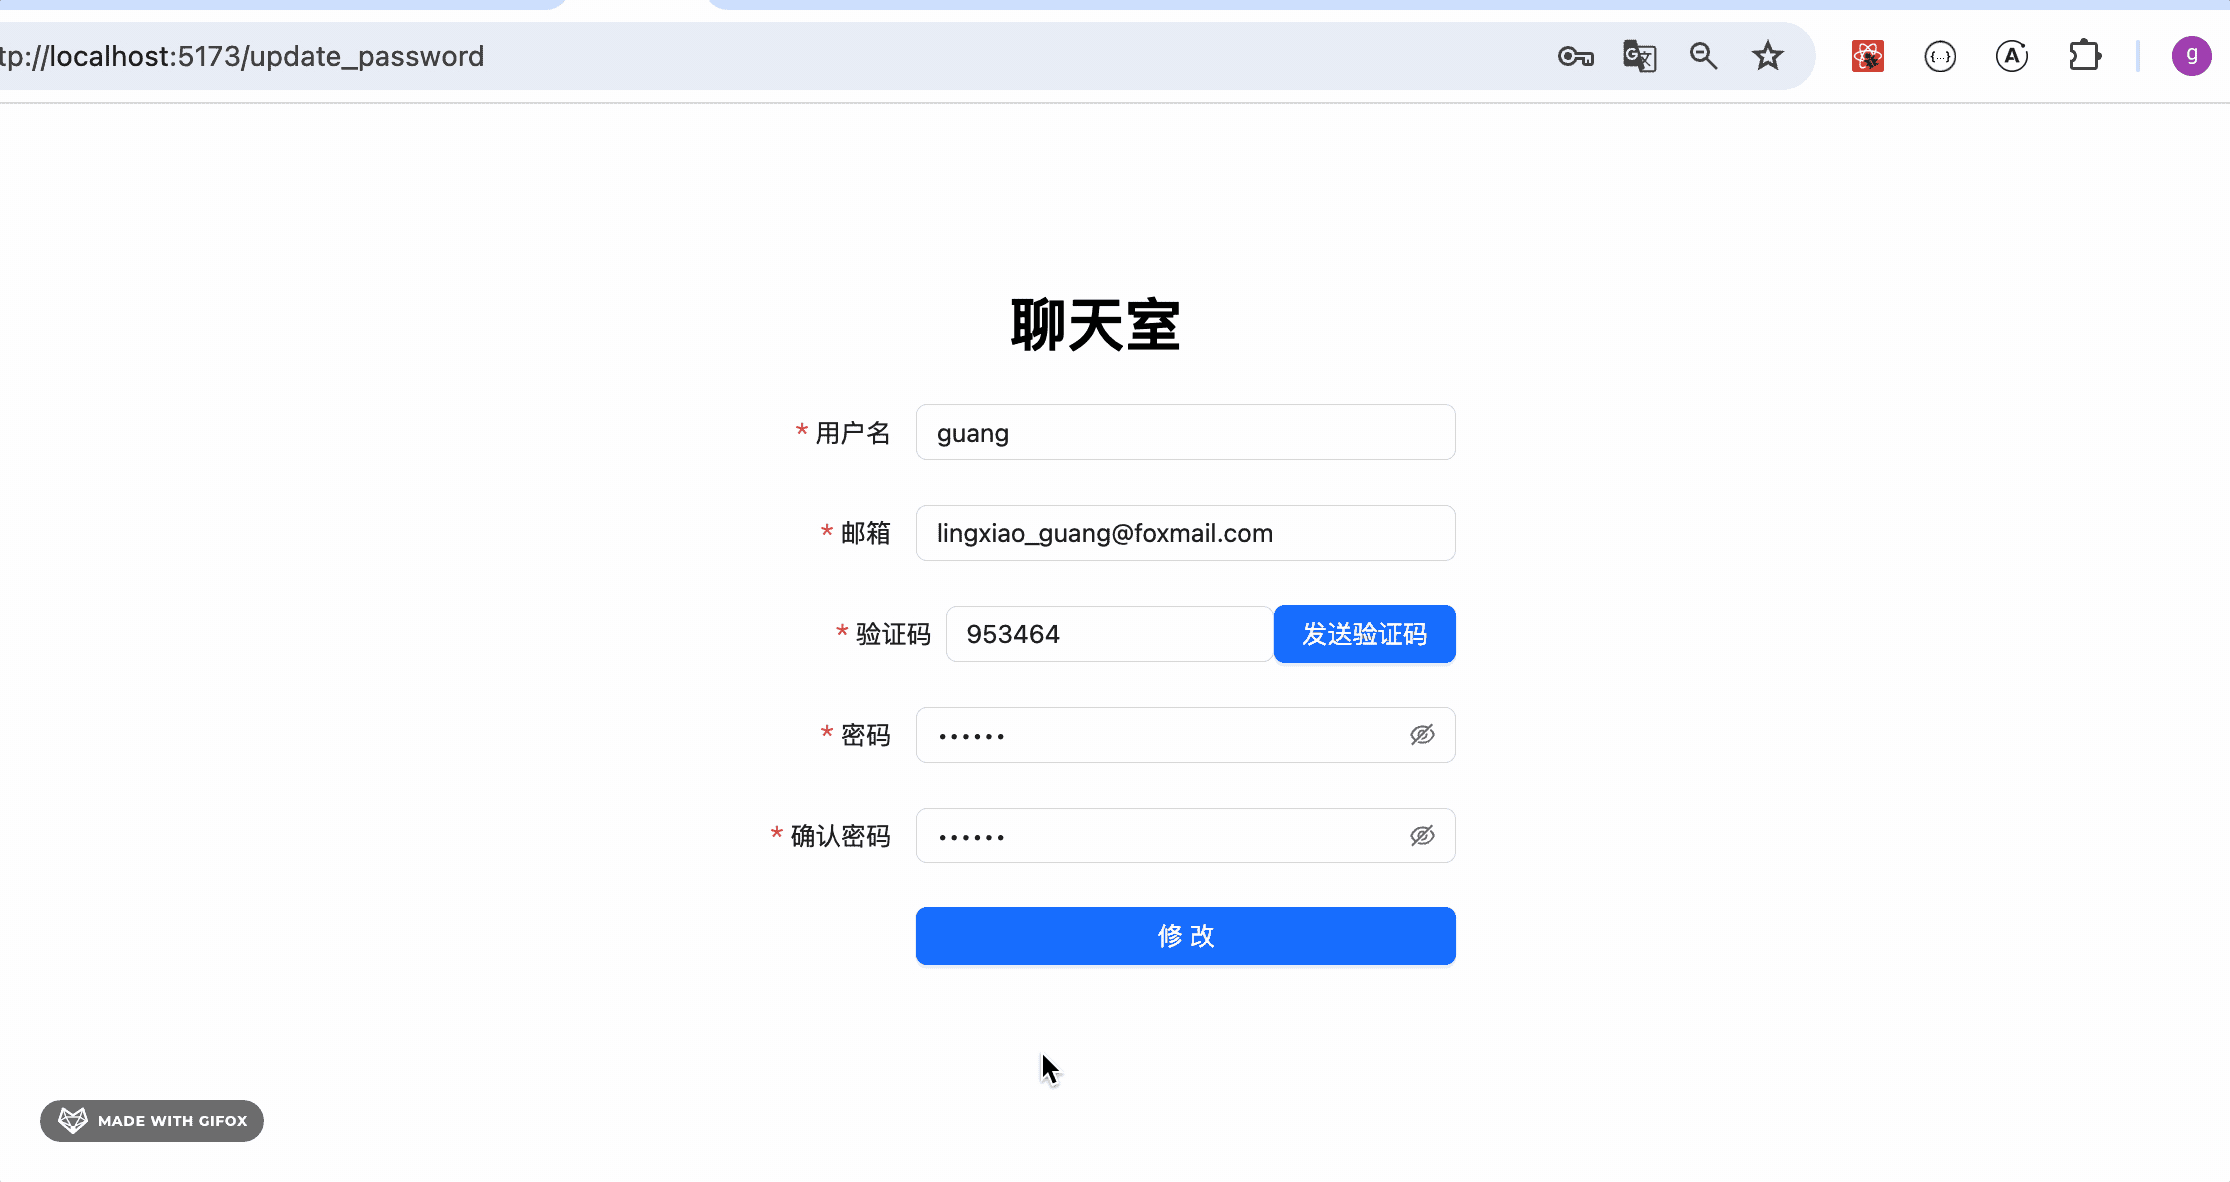 tp://localhost:5173/update_password
g
聊天室
* 用户名 guang
* 邮箱 lingxiao_guang@foxmail.com
* 验证码 953464 发送验证码
* 密码 ••••••
* 确认密码 ••••••
修 改
MADE WITH GIFOX